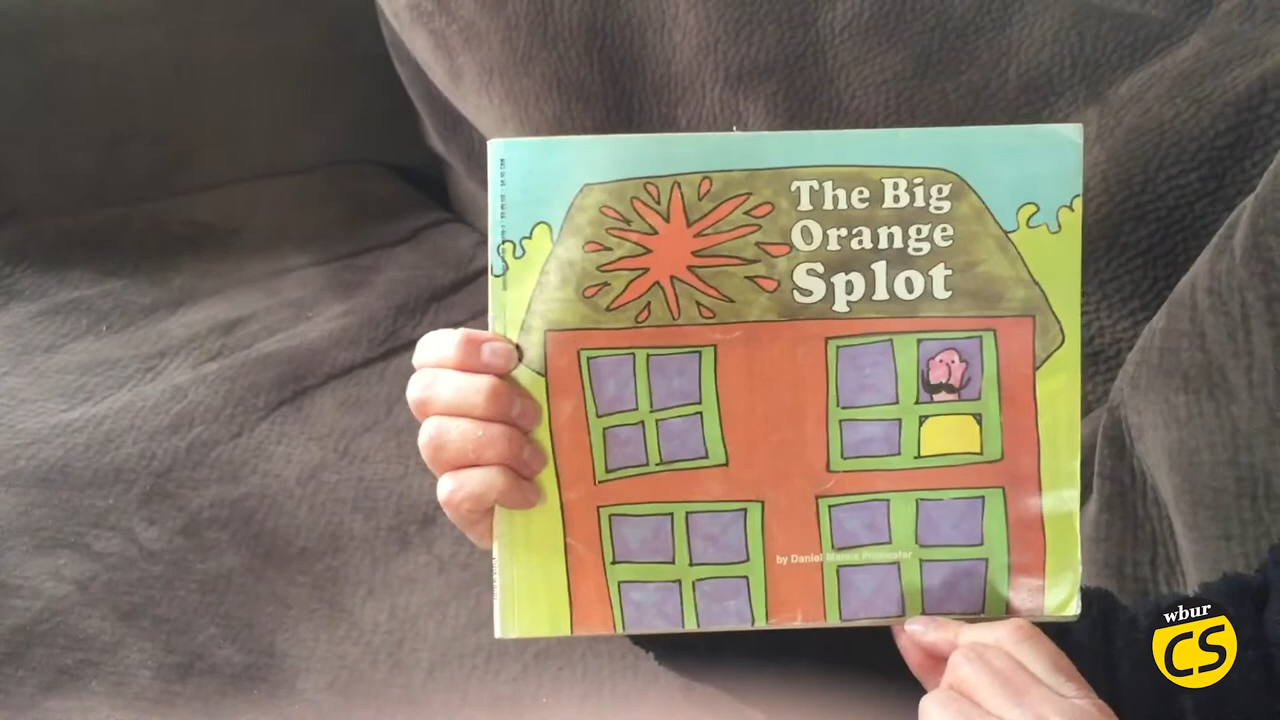 The Big
Orange
Splot
by Daniel Manus Pinkwater
wbur
CS